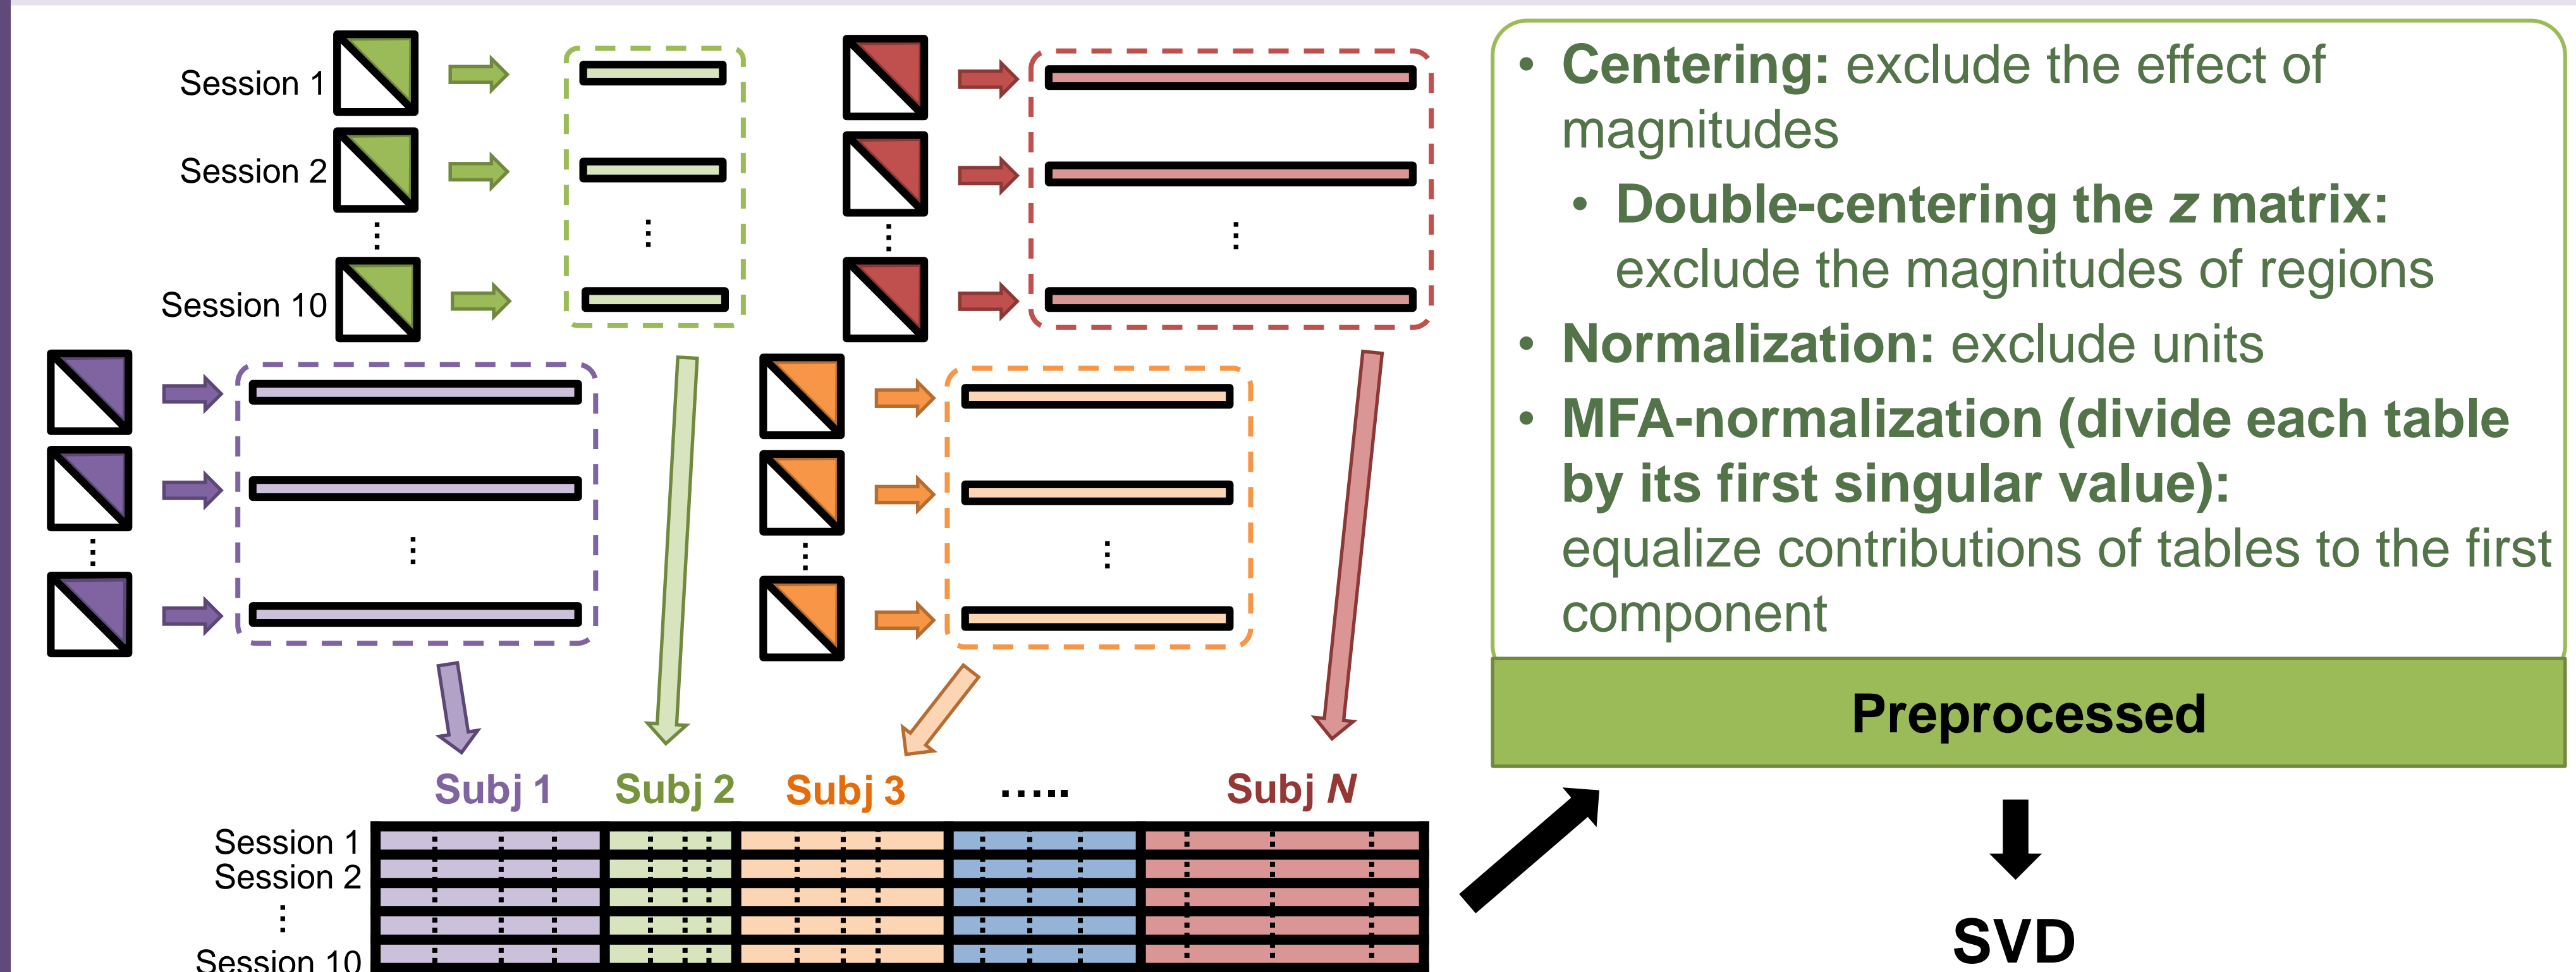 Session 1
Session 2
Session 10
Subj 1
Subj 2
Subj 3
.....
Subj N
Session 1
Session 2
Session 10
• Centering: exclude the effect of
magnitudes
• Double-centering the z matrix:
exclude the magnitudes of regions
• Normalization: exclude units
• MFA-normalization (divide each table
by its first singular value):
equalize contributions of tables to the first
component
Preprocessed
SVD